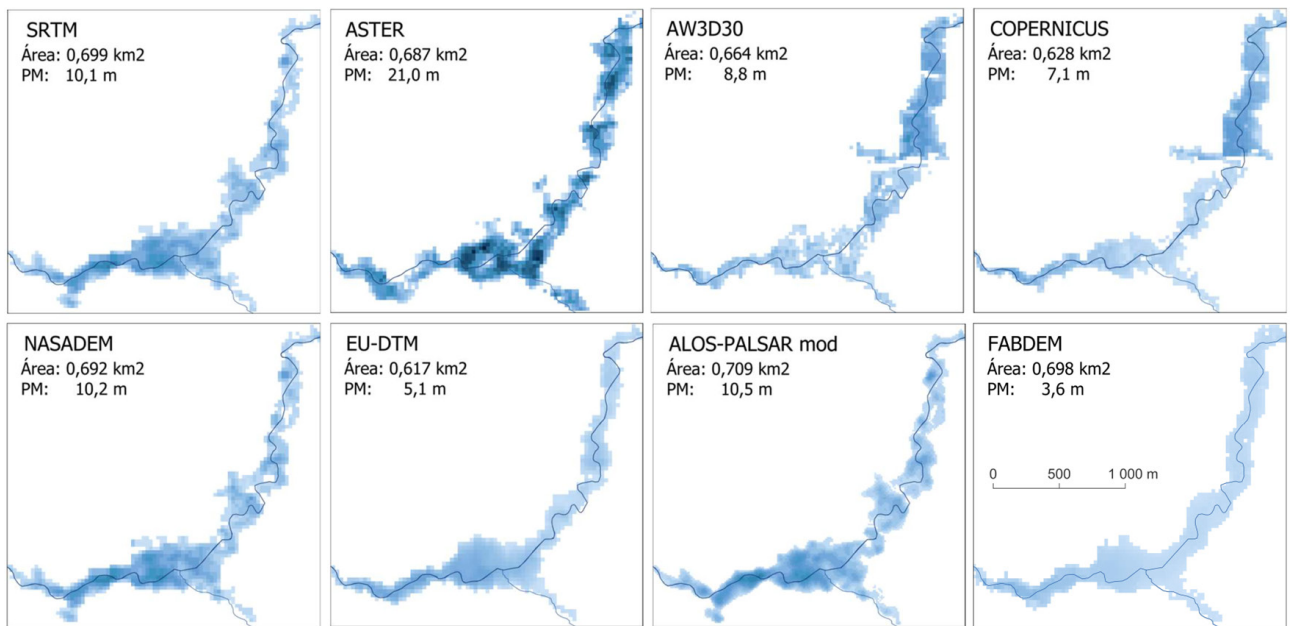 SRTM
Área: 0,699 km2
PM: 10,1 m
ASTER
Área: 0,687 km2
PM: 21,0 m
AW3D30
Área: 0,664 km2
PM: 8,8 m
COPERNICUS
Área: 0,628 km2
PM: 7,1 m
NASADEM
Área: 0,692 km2
PM: 10,2 m
EU-DTM
Área: 0,617 km2
PM: 5,1 m
ALOS-PALSAR mod
Área: 0,709 km2
PM: 10,5 m
FABDEM
Área: 0,698 km2
PM: 3,6 m
0 500 1 000 m